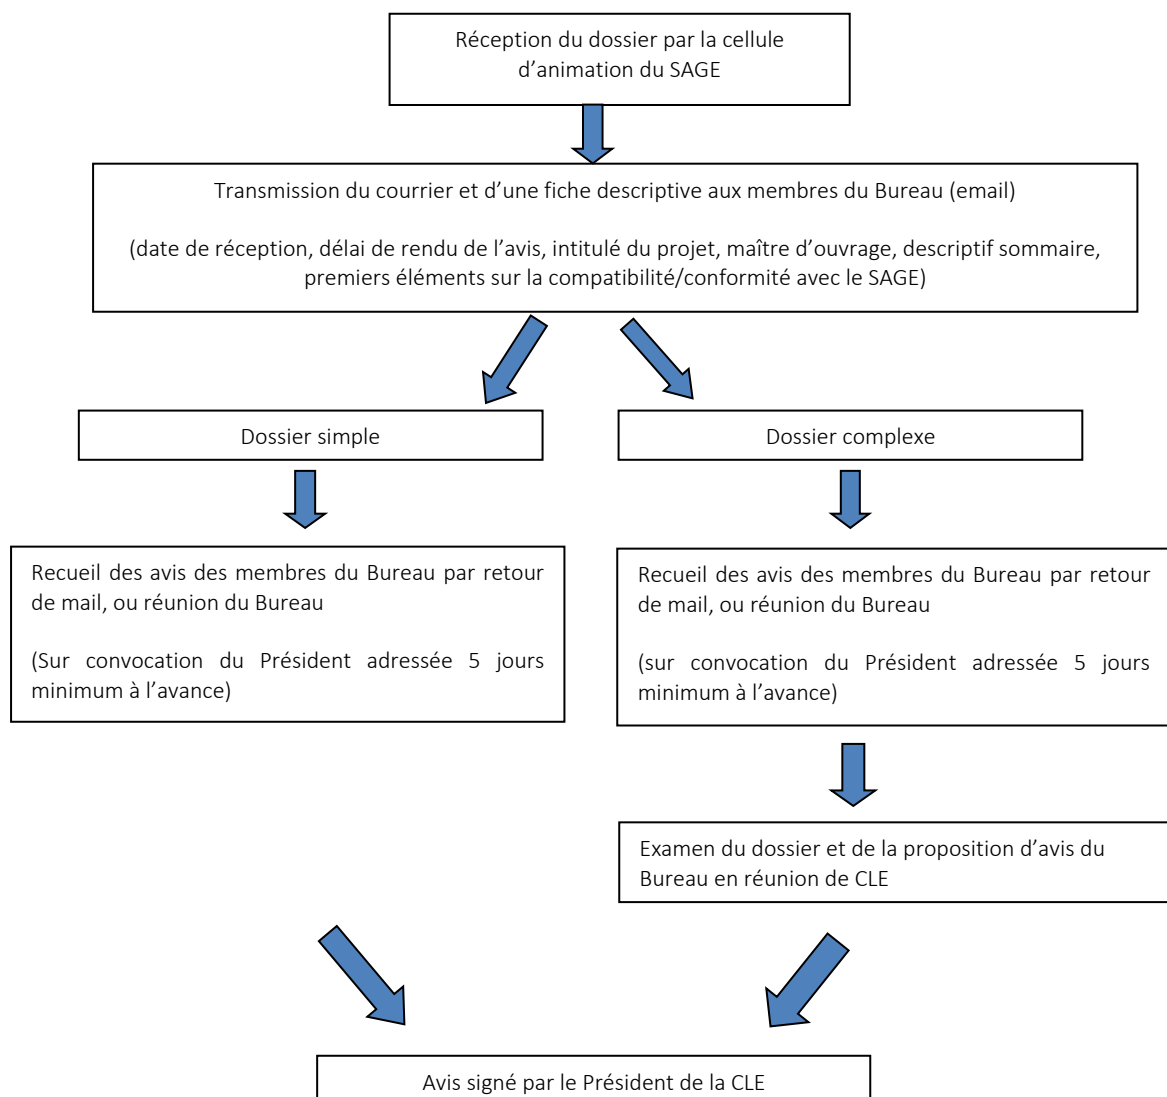 Réception du dossier par la cellule
d’animation du SAGE
Transmission du courrier et d’une fiche descriptive aux membres du Bureau (email)
(date de réception, délai de rendu de l’avis, intitulé du projet, maître d’ouvrage, descriptif sommaire,
premiers éléments sur la compatibilité/conformité avec le SAGE)
Dossier simple
Dossier complexe
Recueil des avis des membres du Bureau par retour
de mail, ou réunion du Bureau
(Sur convocation du Président adressée 5 jours
minimum à l’avance)
Recueil des avis des membres du Bureau par retour
de mail, ou réunion du Bureau
(sur convocation du Président adressée 5 jours
minimum à l’avance)
Examen du dossier et de la proposition d’avis du
Bureau en réunion de CLE
Avis signé par le Président de la CLE